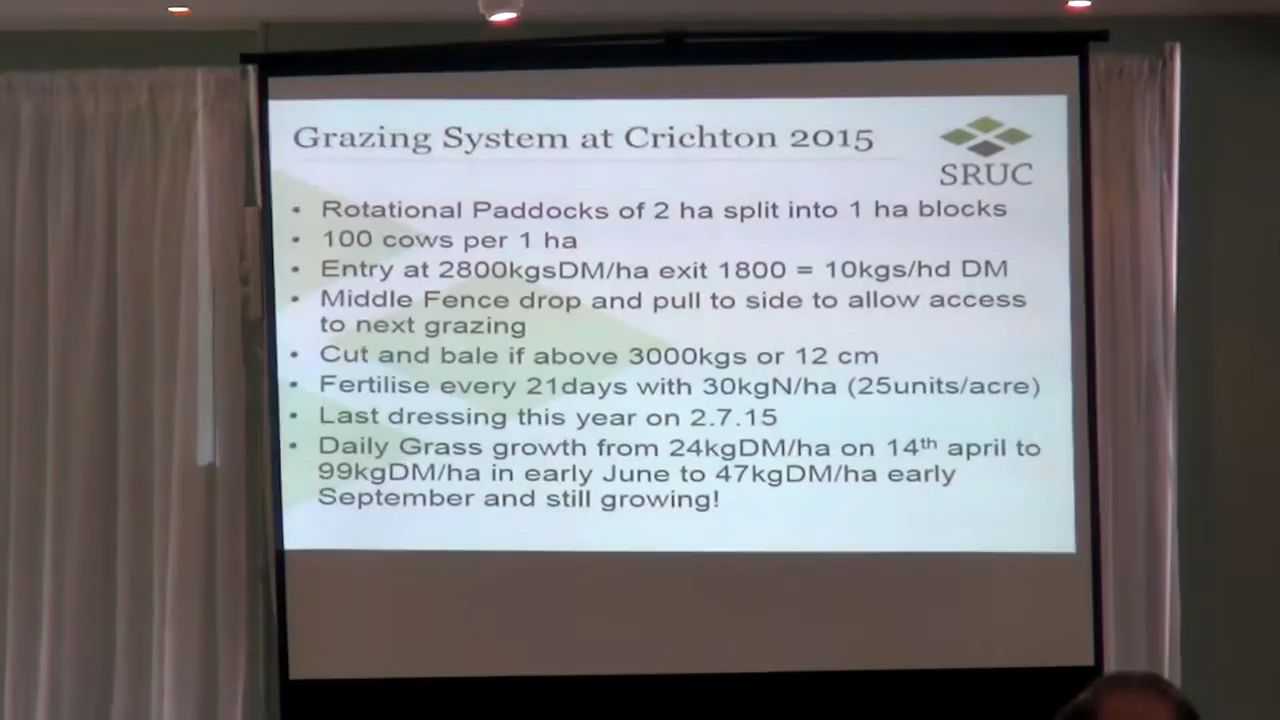 Grazing System at Crichton 2015
SRUC
• Rotational Paddocks of 2 ha split into 1 ha blocks
• 100 cows per 1 ha
• Entry at 2800kgsDM/ha exit 1800 = 10kgs/hd DM
• Middle Fence drop and pull to side to allow access
to next grazing
• Cut and bale if above 3000kgs or 12 cm
• Fertilise every 21days with 30kgN/ha (25units/acre)
• Last dressing this year on 2.7.15
• Daily Grass growth from 24kgDM/ha on 14th april to
99kgDM/ha in early June to 47kgDM/ha early
September and still growing!